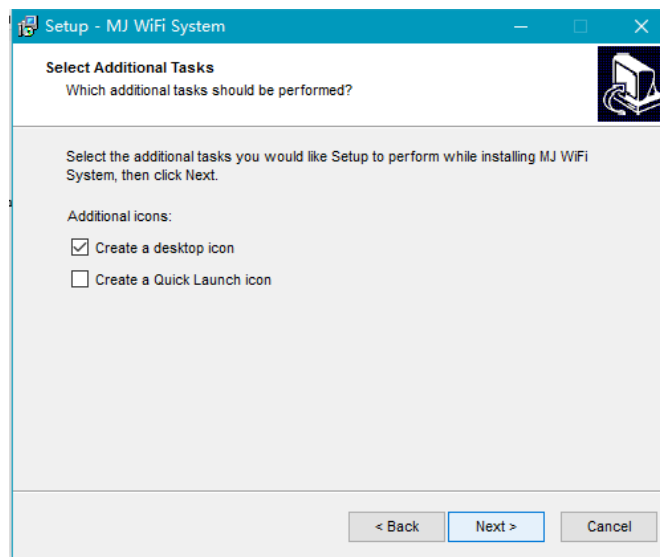 Setup - MJ WiFi System
Select Additional Tasks
Which additional tasks should be performed?
Select the additional tasks you would like Setup to perform while installing MJ WiFi
System, then click Next.
Additional icons:
Create a desktop icon
Create a Quick Launch icon
< Back Next > Cancel